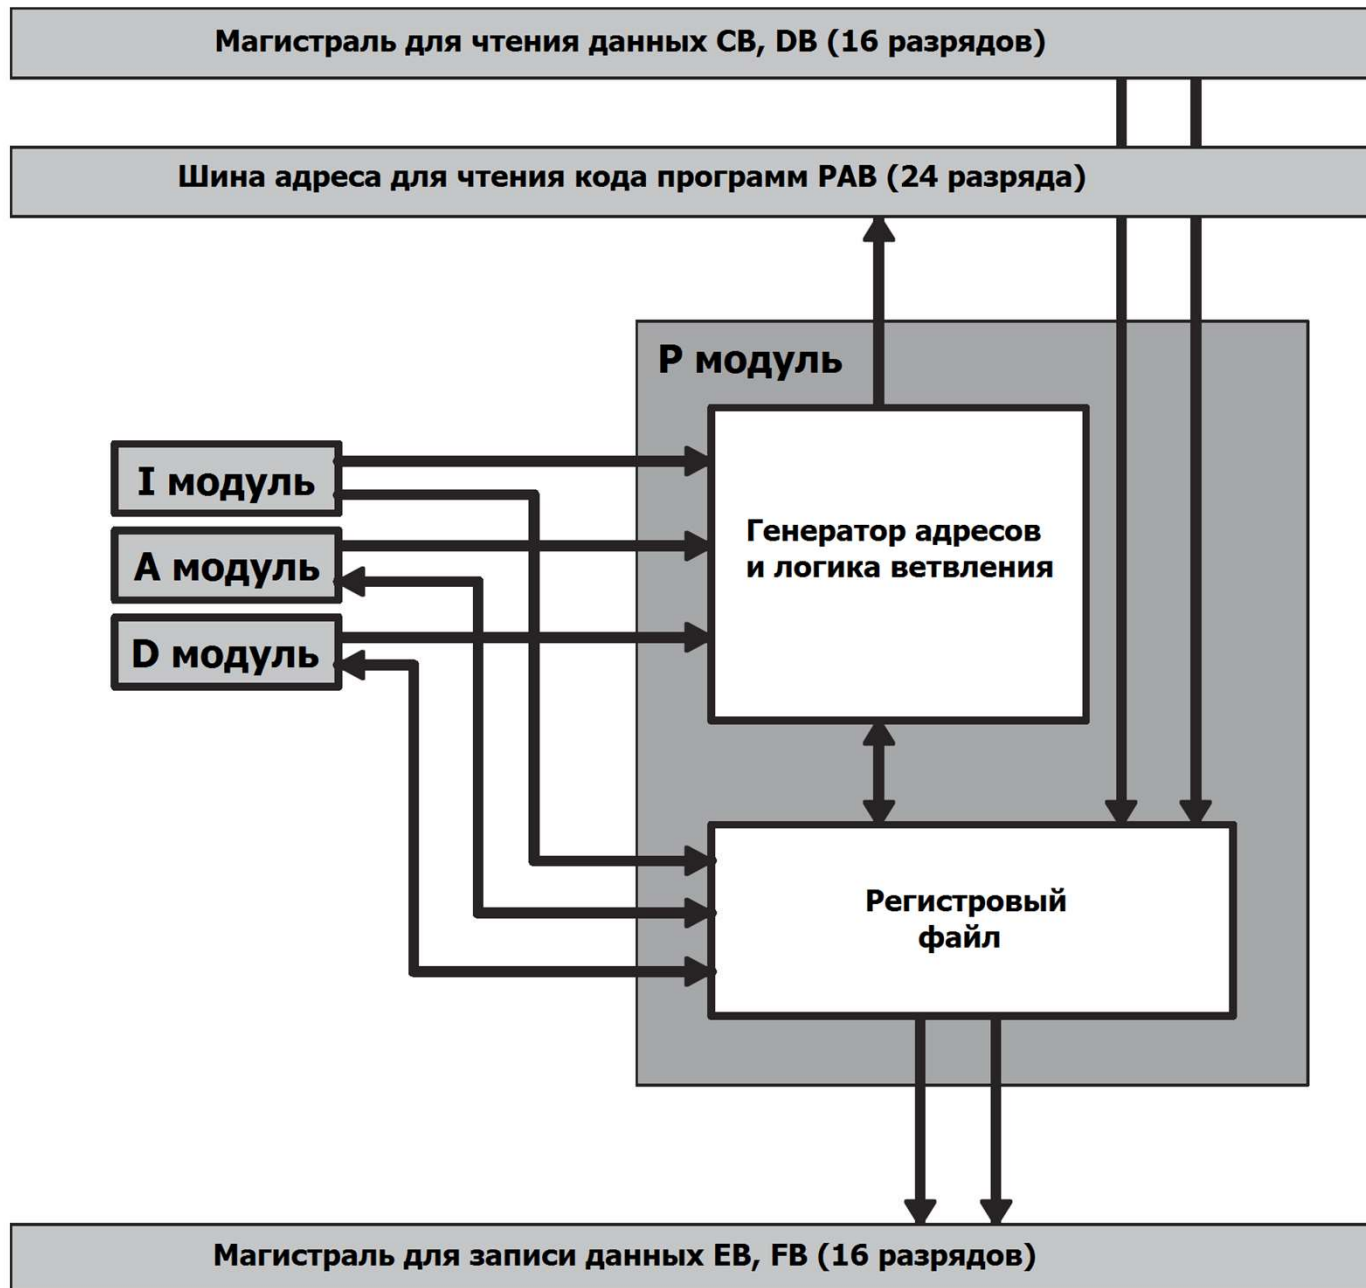 Магистраль для чтения данных CB, DB (16 разрядов)
Шина адреса для чтения кода программ PAB (24 разряда)
P модуль
I модуль
A модуль
D модуль
Генератор адресов
и логика ветвления
Регистровый
файл
Магистраль для записи данных EB, FB (16 разрядов)